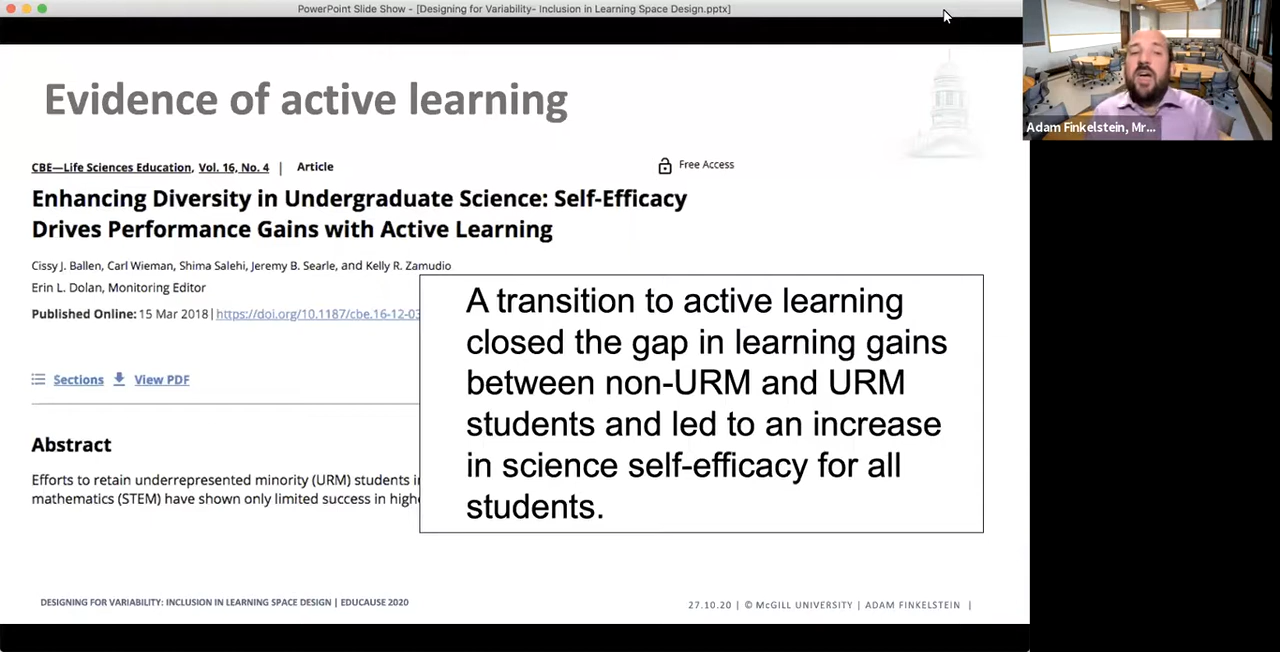 PowerPoint Slide Show - [Designing for Variability- Inclusion in Learning Space Design.pptx]
Evidence of active learning
CBE—Life Sciences Education, Vol. 16, No. 4 | Article
Free Access
Enhancing Diversity in Undergraduate Science: Self-Efficacy
Drives Performance Gains with Active Learning
Cissy J. Ballen, Carl Wieman, Shima Salehi, Jeremy B. Searle, and Kelly R. Zamudio
Erin L. Dolan, Monitoring Editor
Published Online: 15 Mar 2018 | https://doi.org/10.1187/cbe.16-12-03
Sections View PDF
Abstract
Efforts to retain underrepresented minority (URM) students i
mathematics (STEM) have shown only limited success in high
A transition to active learning
closed the gap in learning gains
between non-URM and URM
students and led to an increase
in science self-efficacy for all
students.
DESIGNING FOR VARIABILITY: INCLUSION IN LEARNING SPACE DESIGN | EDUCAUSE 2020
27.10.20 | © McGILL UNIVERSITY | ADAM FINKELSTEIN |
Adam Finkelstein, Mr...